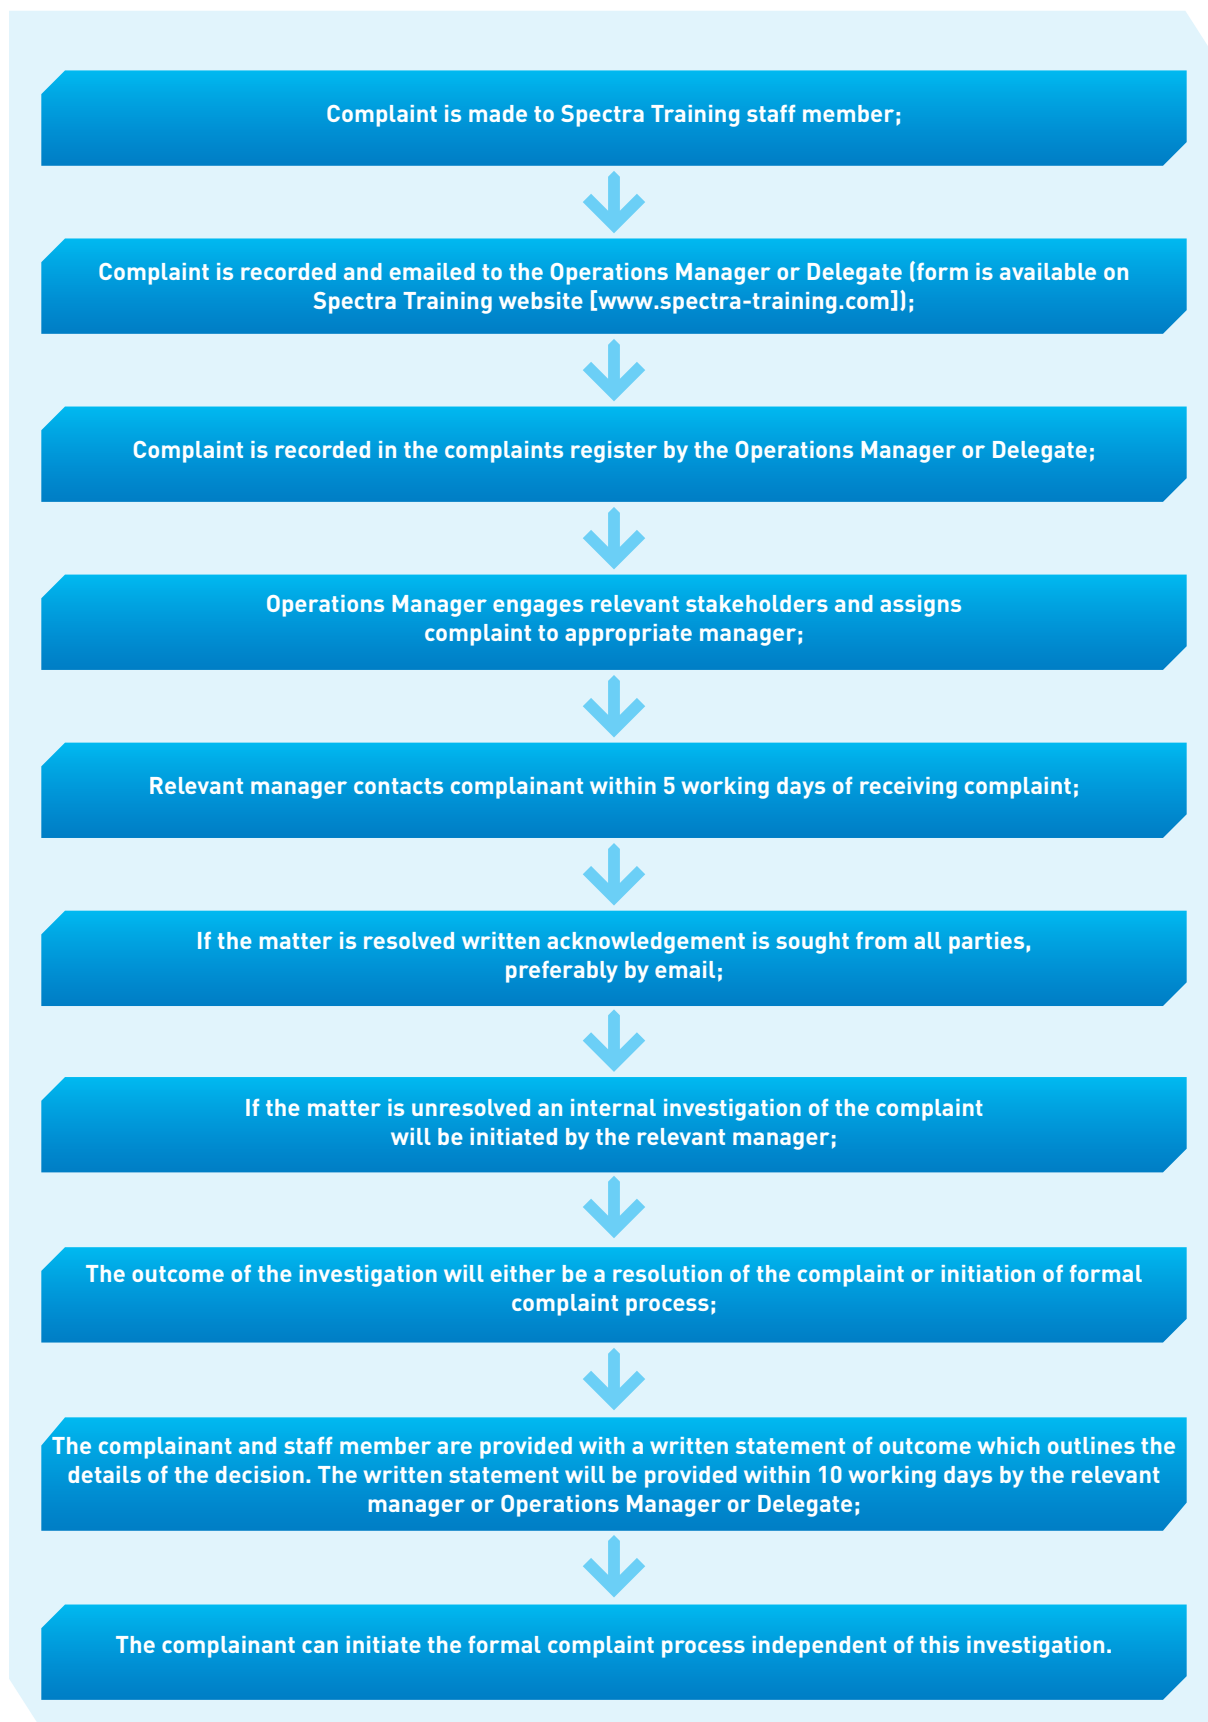 Complaint is made to Spectra Training staff member;
Complaint is recorded and emailed to the Operations Manager or Delegate (form is available on
Spectra Training website [www.spectra-training.com]);
Complaint is recorded in the complaints register by the Operations Manager or Delegate;
Operations Manager engages relevant stakeholders and assigns
complaint to appropriate manager;
Relevant manager contacts complainant within 5 working days of receiving complaint;
If the matter is resolved written acknowledgement is sought from all parties,
preferably by email;
If the matter is unresolved an internal investigation of the complaint
will be initiated by the relevant manager;
The outcome of the investigation will either be a resolution of the complaint or initiation of formal
complaint process;
The complainant and staff member are provided with a written statement of outcome which outlines the
details of the decision. The written statement will be provided within 10 working days by the relevant
manager or Operations Manager or Delegate;
The complainant can initiate the formal complaint process independent of this investigation.